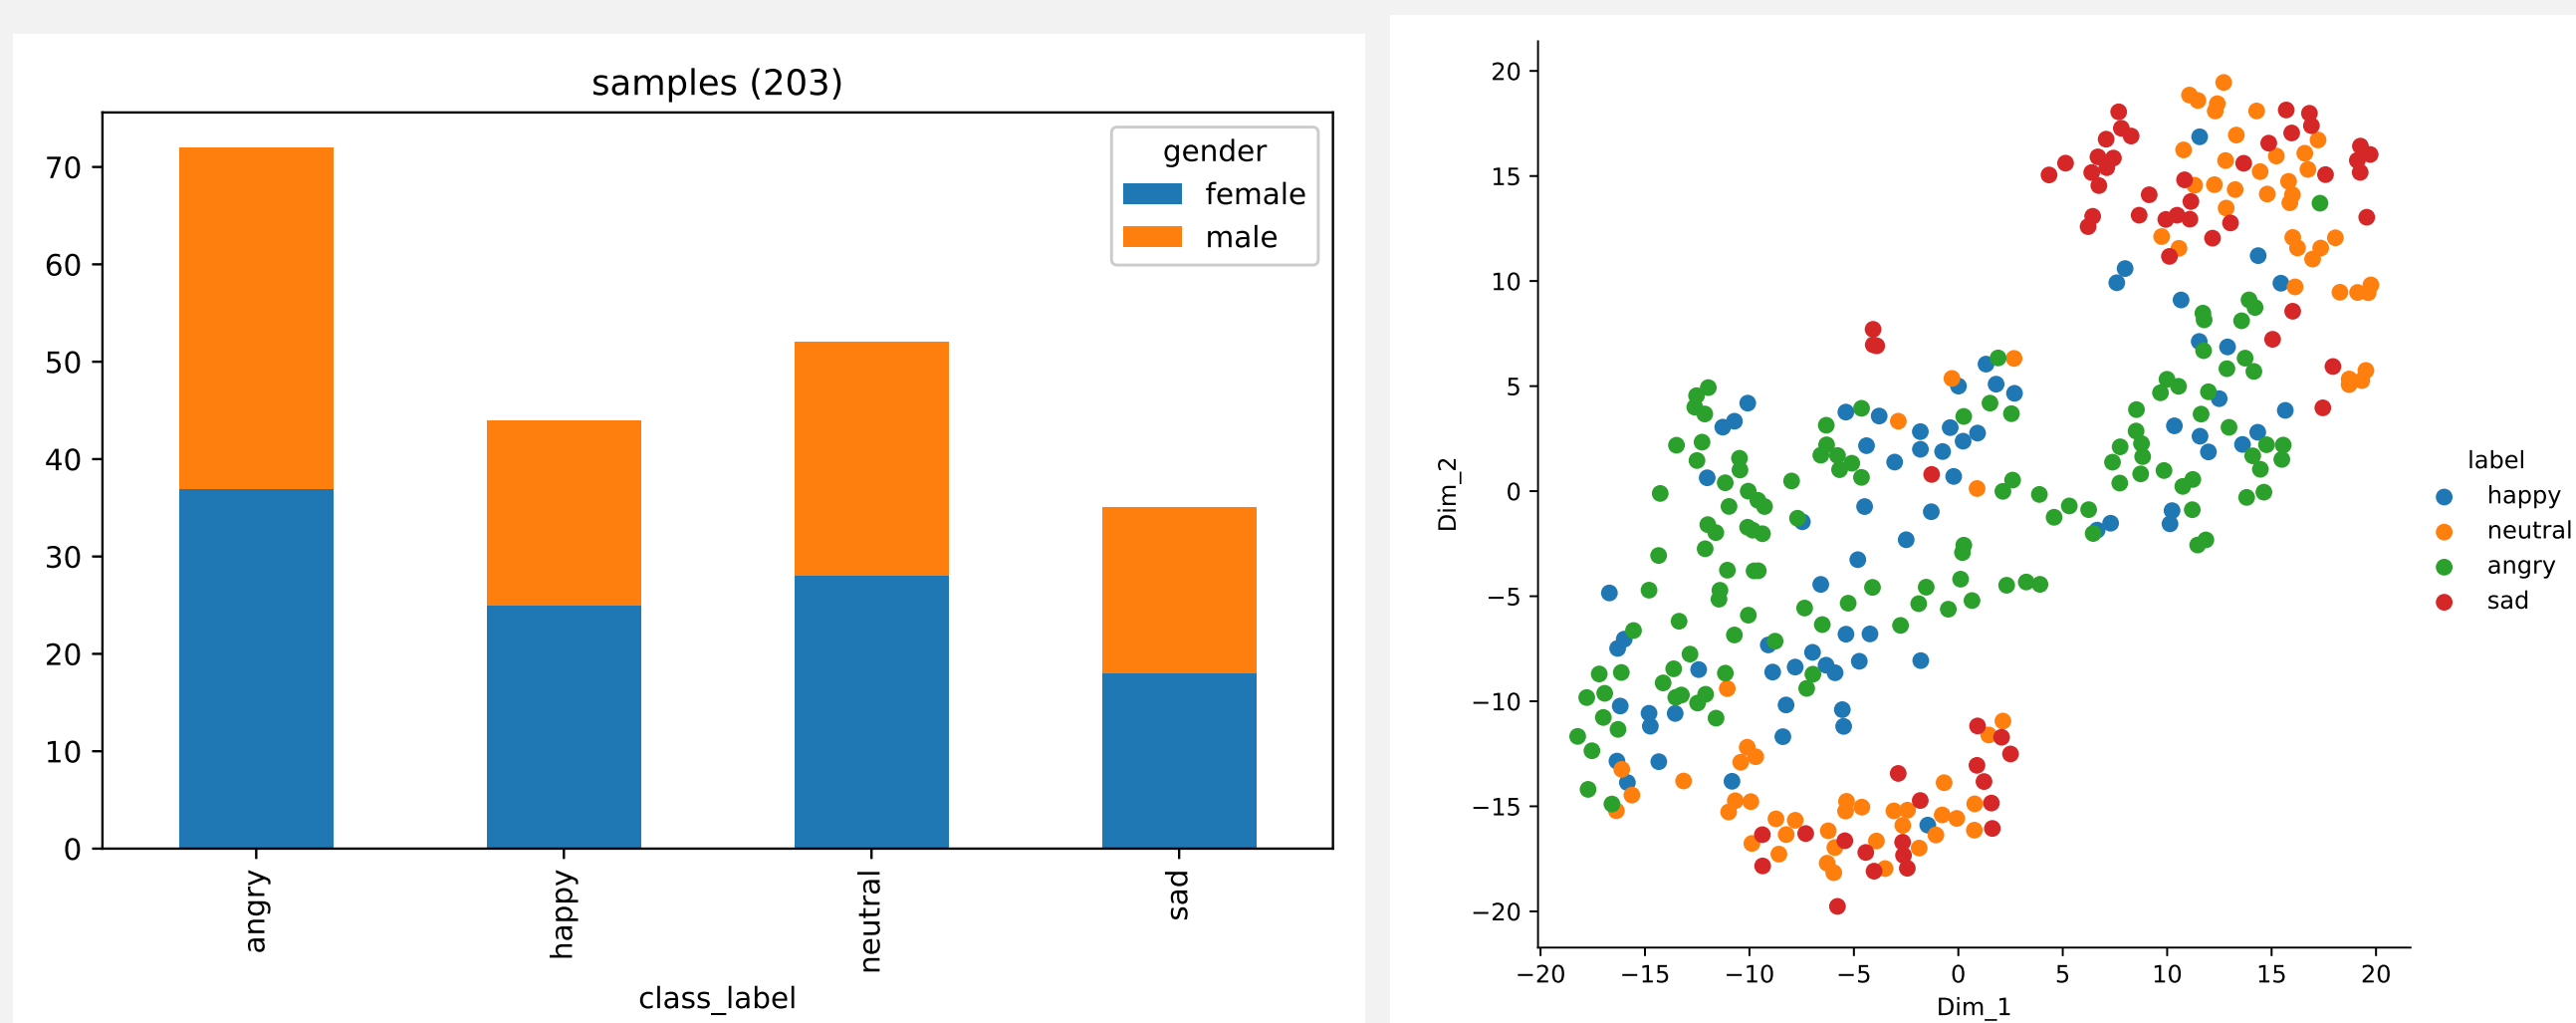 samples (203)
gender
female
male
70
60
50
40
30
20
10
0
angry
happy
neutral
sad
class_label
20
15
10
5
0
−5
−10
−15
−20
Dim_2
−20 −15 −10 −5 0 5 10 15 20
Dim_1
label
happy
neutral
angry
sad